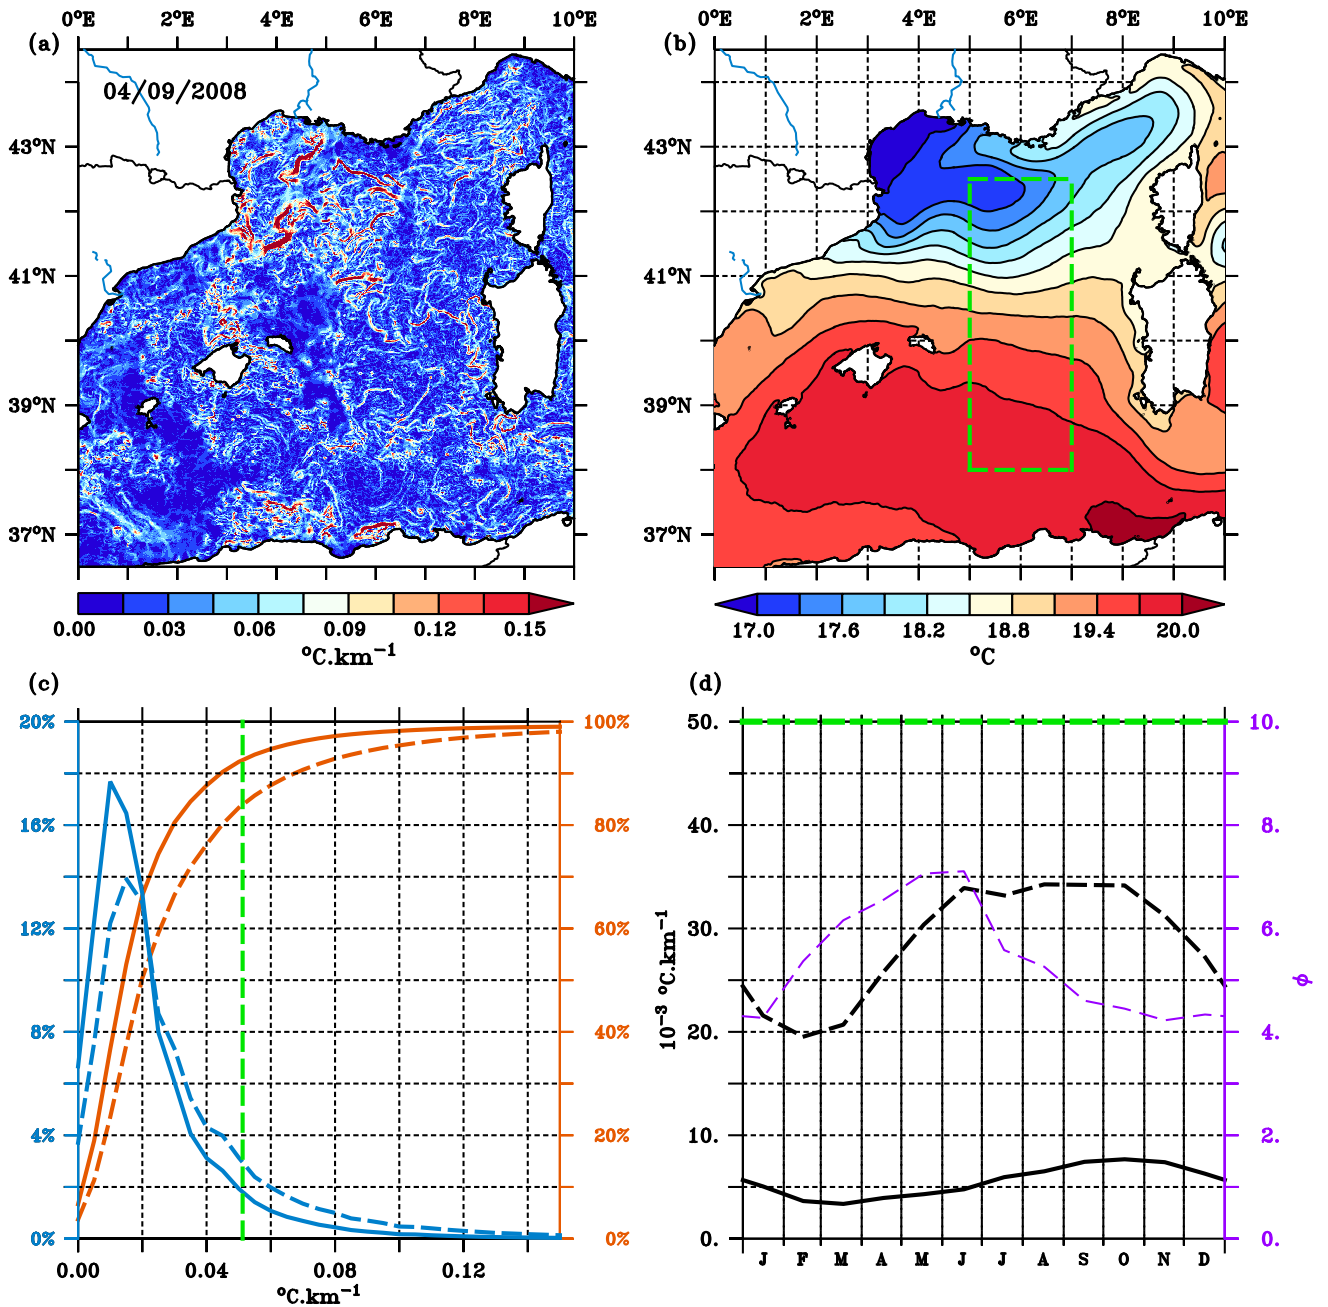 0°E 2°E 4°E 6°E 8°E 10°E
0°E 2°E 4°E 6°E 8°E 10°E
(a)
(b)
04/09/2008
43°N
41°N
39°N
37°N
43°N
41°N
39°N
37°N
0.00 0.03 0.06 0.09 0.12 0.15
°C.km⁻¹
17.0 17.6 18.2 18.8 19.4 20.0
°C
(c)
20%
16%
12%
8%
4%
0%
100%
80%
60%
40%
20%
0%
0.00 0.04 0.08 0.12
°C.km⁻¹
(d)
50.
40.
30.
20.
10.
0.
10⁻³ °C.km⁻¹
10.
8.
6.
4.
2.
0.
φ
J F M A M J J A S O N D